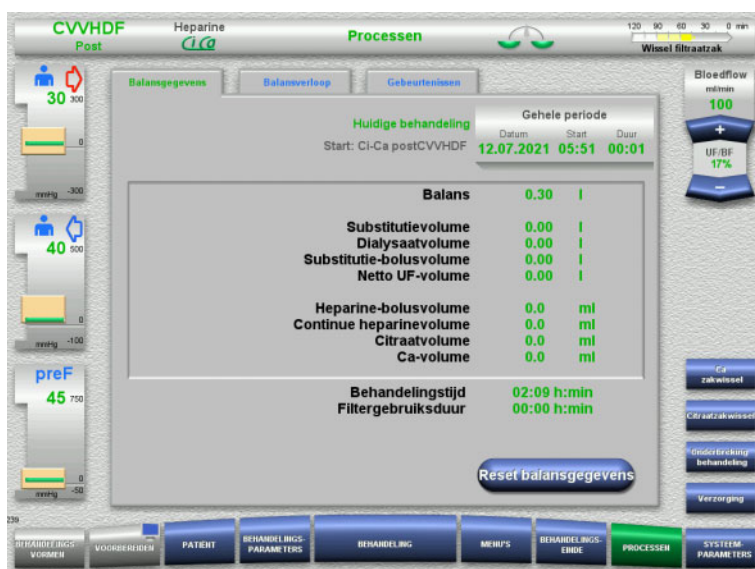 CVVHDF
Post
Heparine
CiCa
Processen
120 90 60 30 0 min
Wissel filtraatzak
30
300
0
mmHg -300
40
500
0
mmHg -100
preF
45
750
0
mmHg -50
Balansgegevens
Balansverloop
Gebeurtenissen
Huidige behandeling
Start: Ci-Ca postCVVHDF
Gehele periode
Datum Start Duur
12.07.2021 05:51 00:01
Balans 0.30 l
Substitutievolume 0.00 l
Dialysaatvolume 0.00 l
Substitutie-bolusvolume 0.00 l
Netto UF-volume 0.00 l
Heparine-bolusvolume 0.0 ml
Continue heparinevolume 0.0 ml
Citraatvolume 0.0 ml
Ca-volume 0.0 ml
Behandelingstijd 02:09 h:min
Filtergebruiksduur 00:00 h:min
Reset balansgegevens
Bloedflow
ml/min
100
+
UF/BF
17%
−
Ca
zakwissel
Citraatzakwissel
Onderbreking
behandeling
Verzorging
239
BEHANDELINGS-
VORMEN
VOORBEREIDEN
PATIËNT
BEHANDELINGS-
PARAMETERS
BEHANDELING
MENU'S
BEHANDELINGS-
EINDE
PROCESSEN
SYSTEEM-
PARAMETERS